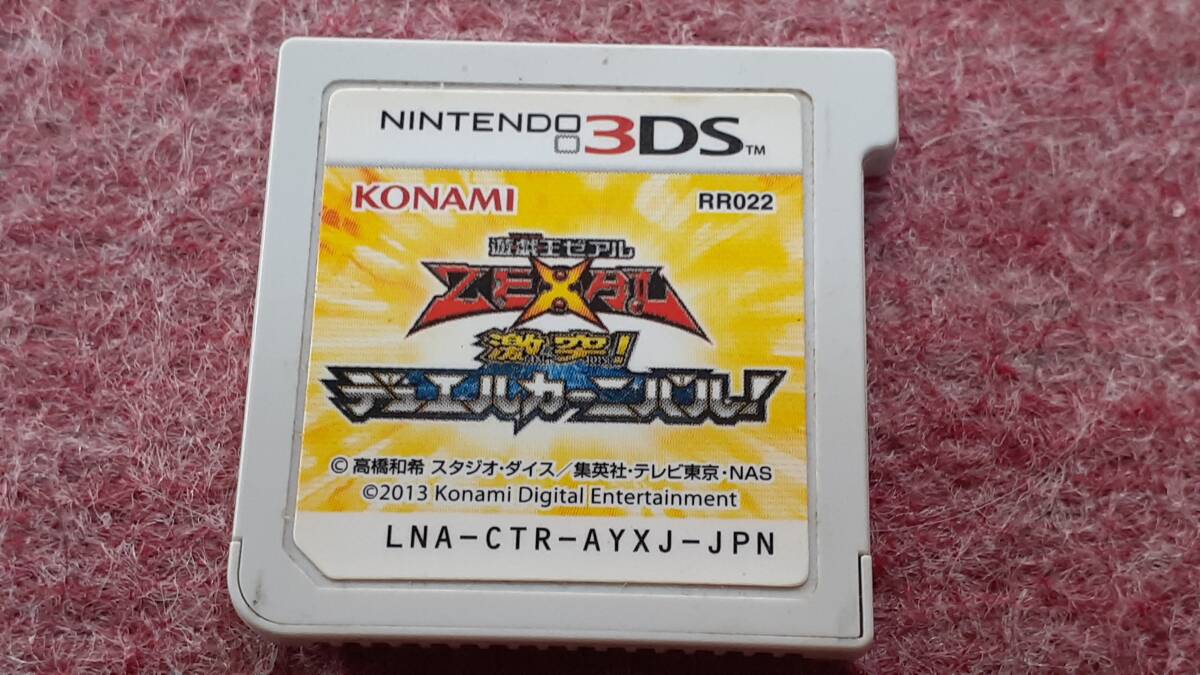 NINTENDO 3DS™
KONAMI RR022
遊戯王ゼアル
ZEXAL
激突!
デュエルカーニバル!
© 高橋和希 スタジオ・ダイス／集英社・テレビ東京・NAS
©2013 Konami Digital Entertainment
LNA-CTR-AYXJ-JPN